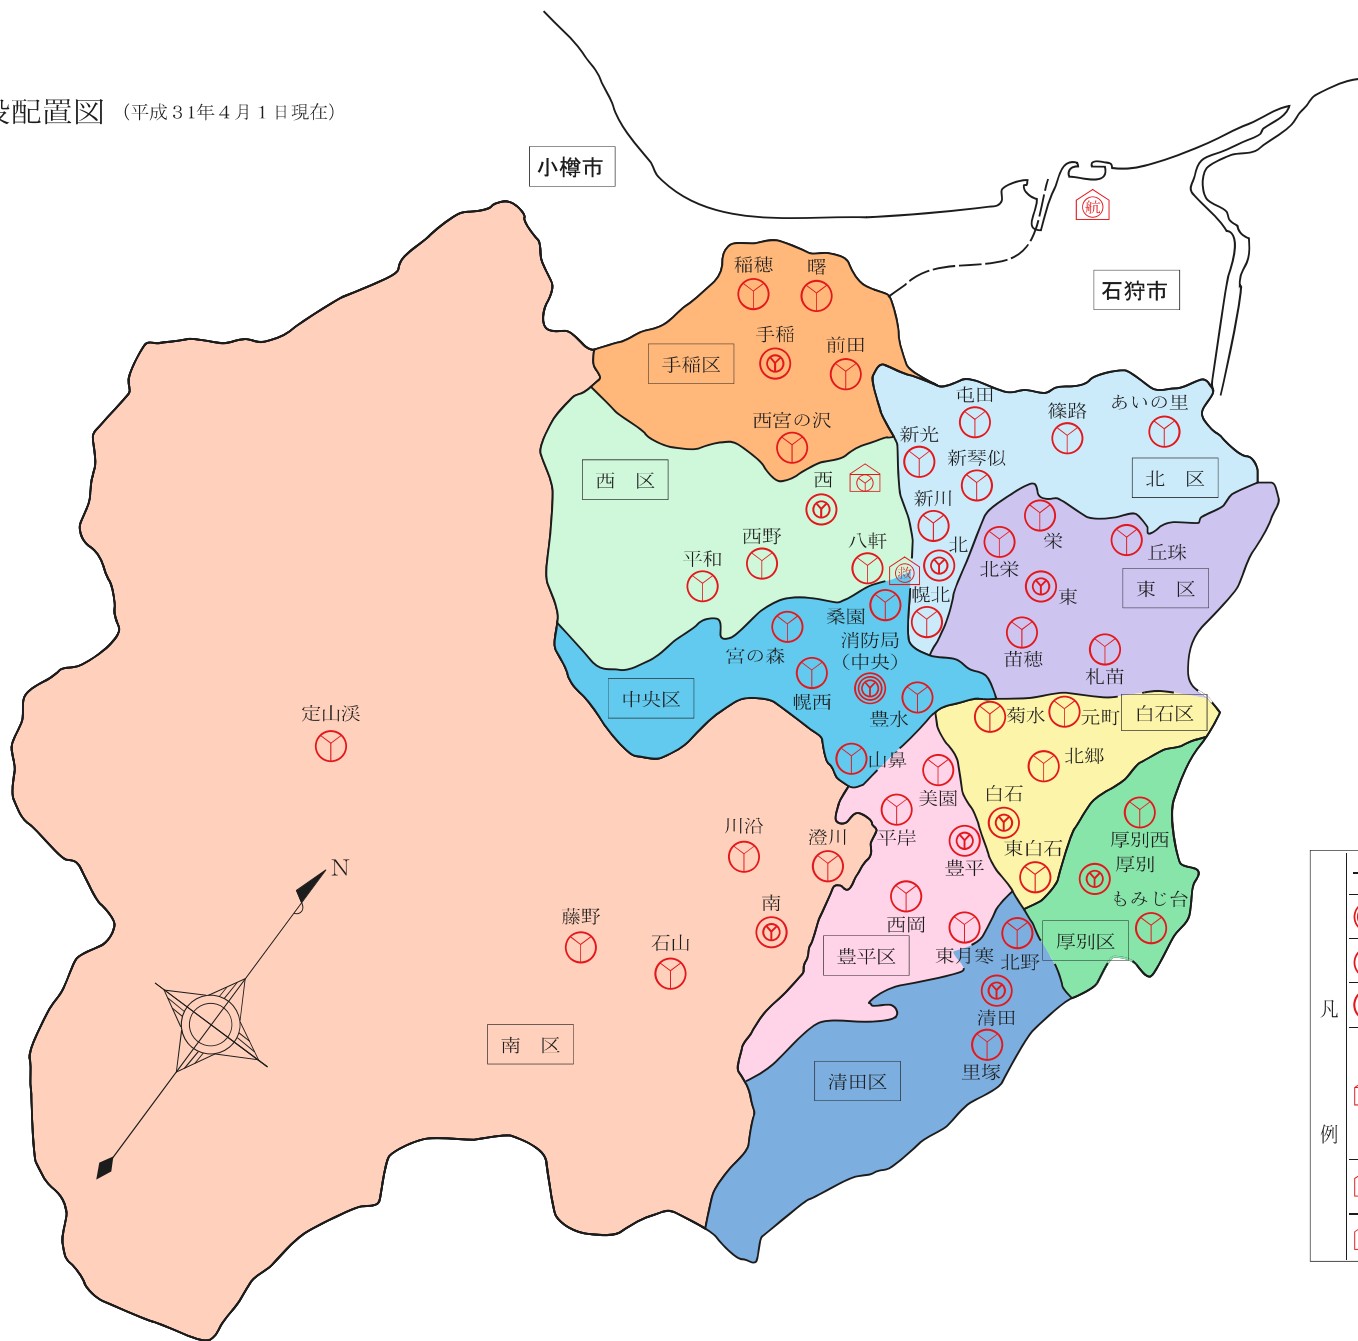 設配置図 （平成31年4月1日現在）
小樽市
航
石狩市
稲穂
曙
手稲
前田
手稲区
西宮の沢
屯田
篠路
あいの里
新光
新琴似
北　区
西　区
西
新川
北
栄
丘珠
北栄
西野
八軒
平和
救
幌北
東
東　区
桑園
消防局
（中央）
宮の森
苗穂
札苗
中央区
幌西
豊水
菊水
元町
白石区
定山渓
山鼻
北郷
美園
白石
川沿
澄川
平岸
豊平
東白石
厚別西
厚別
もみじ台
N
藤野
石山
南
西岡
東月寒
北野
厚別区
豊平区
清田
南　区
里塚
清田区
凡
例